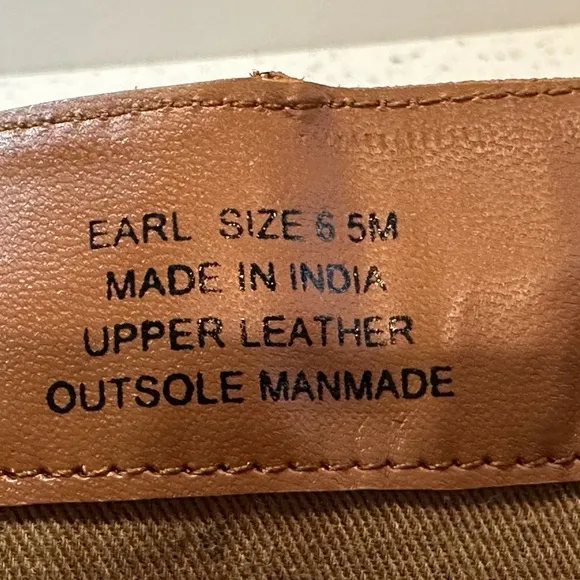 EARL SIZE 6 5M
MADE IN INDIA
UPPER LEATHER
OUTSOLE MANMADE